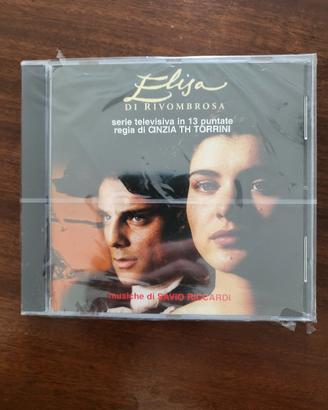 Elisa
DI RIVOMBROSA
serie televisiva in 13 puntate
regia di CINZIA TH TORRINI
musiche di SAVIO RICCARDI